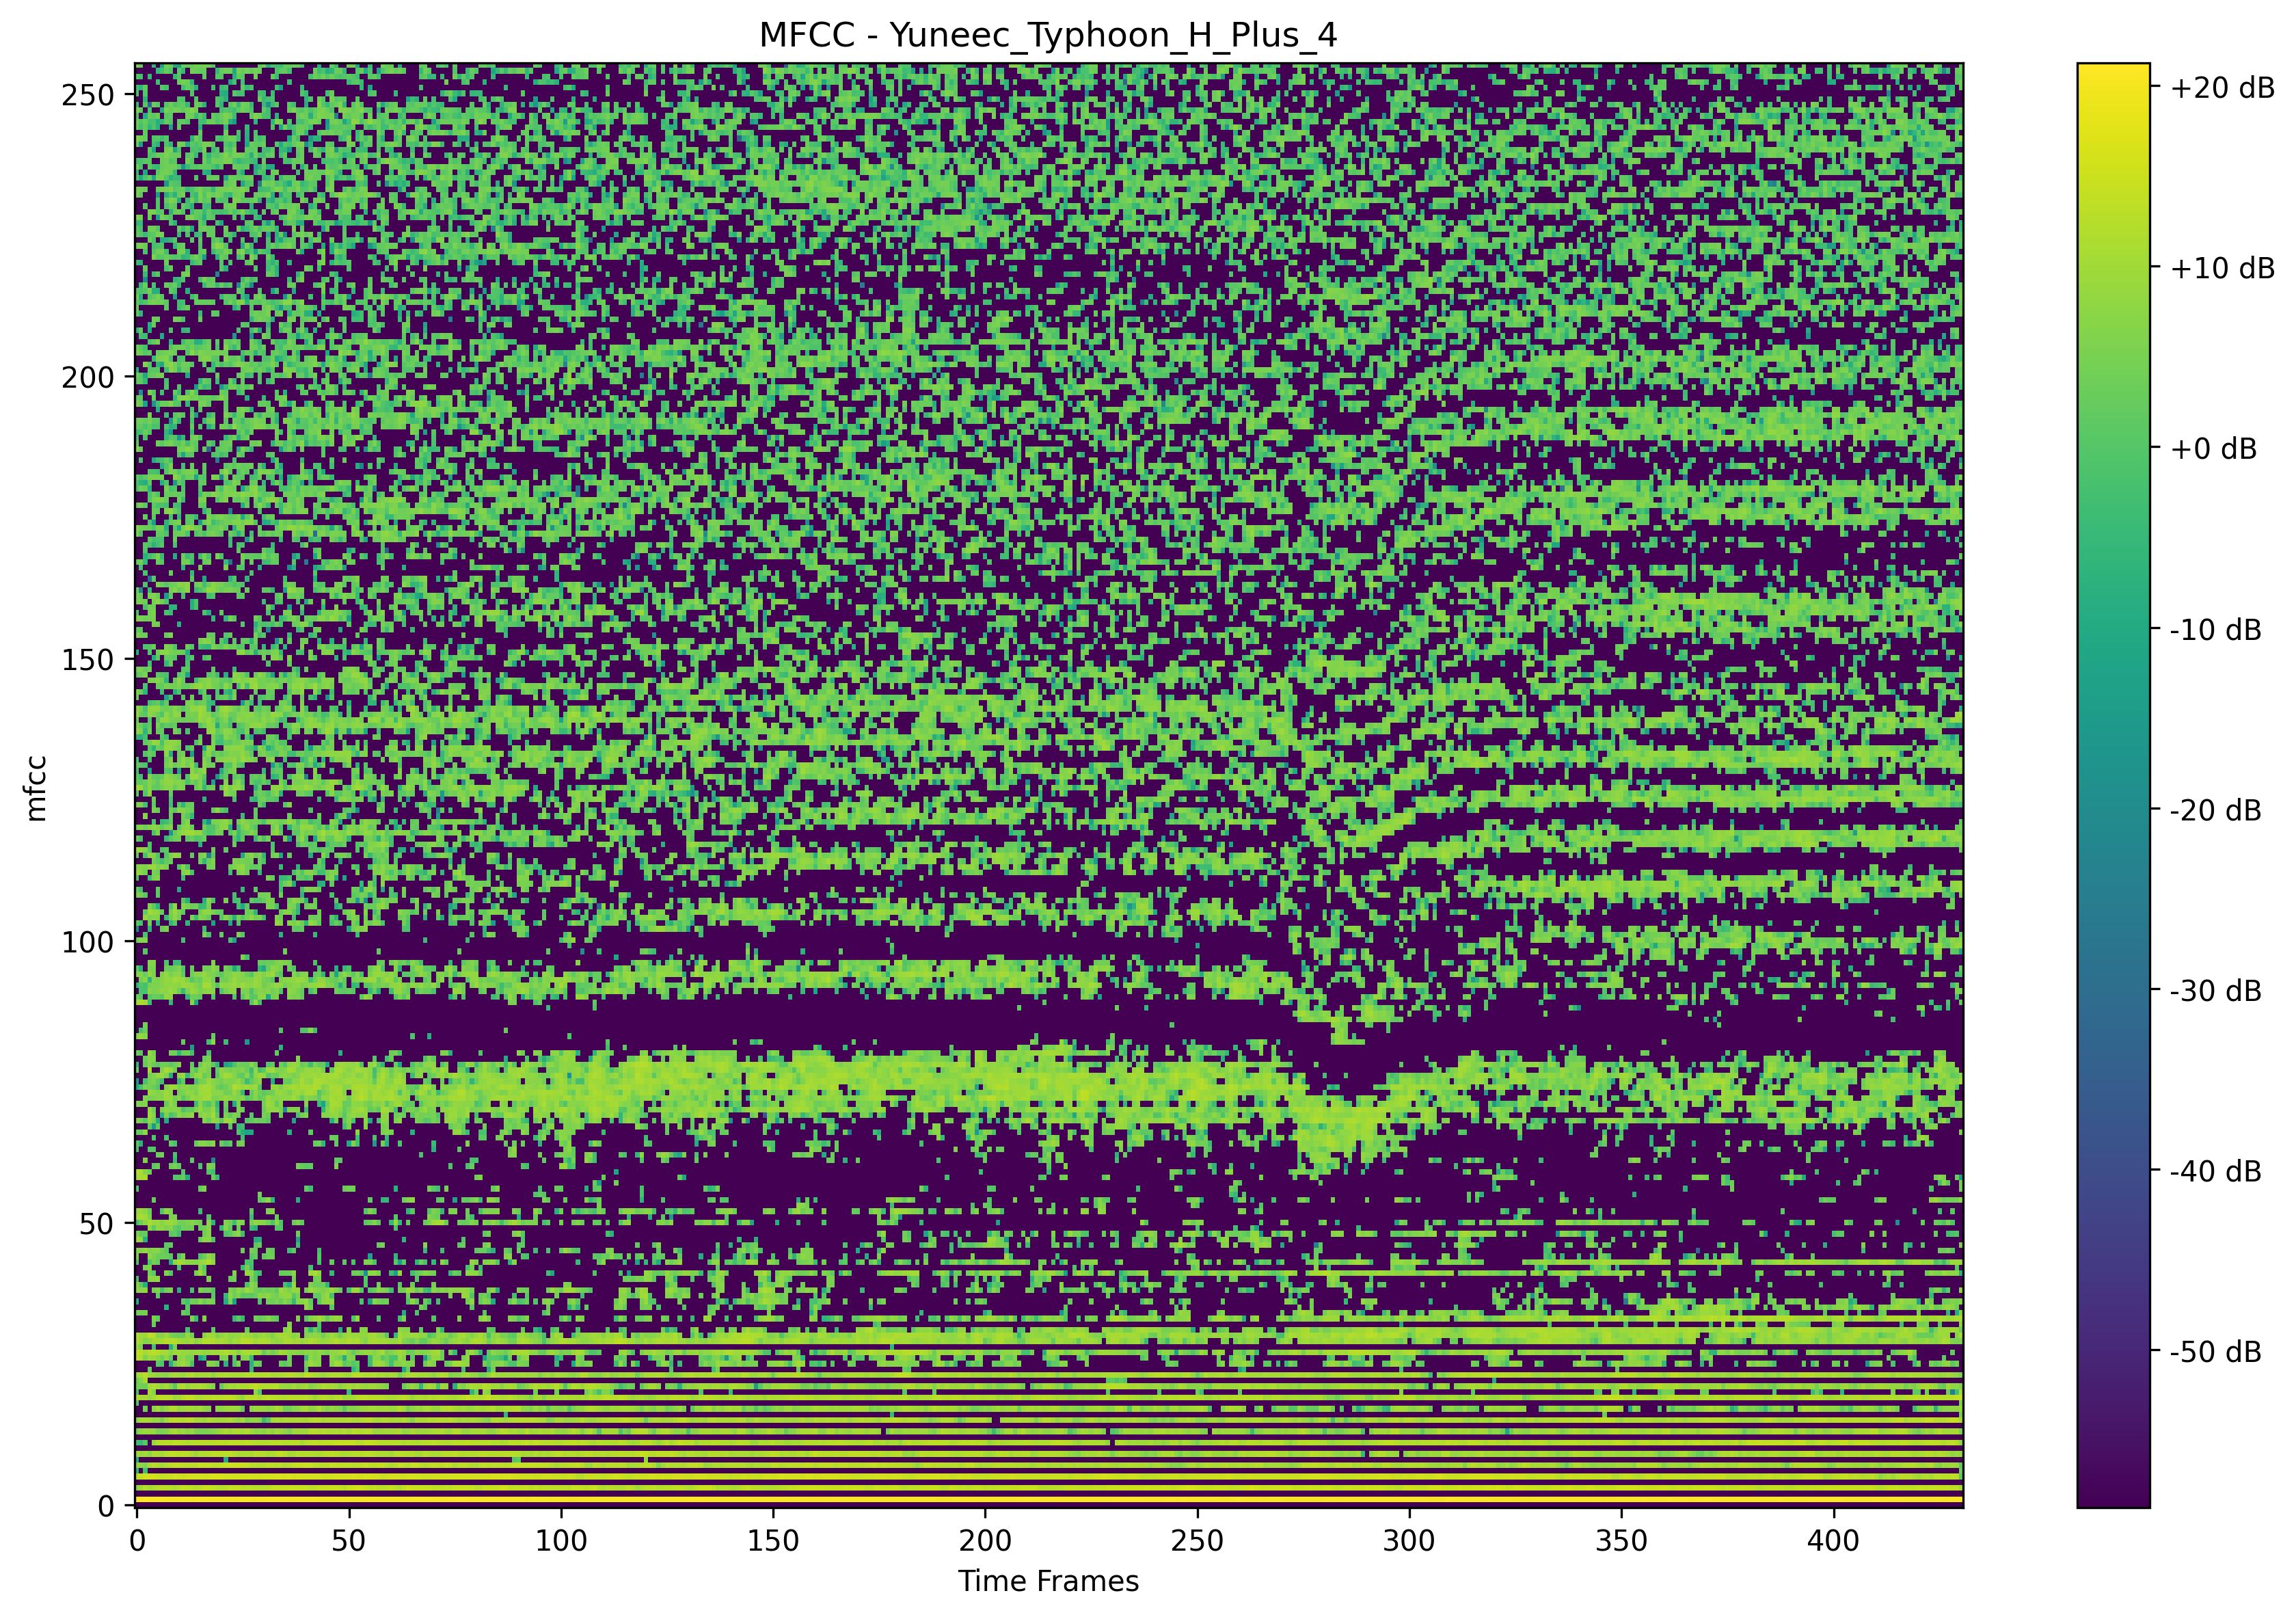 MFCC - Yuneec_Typhoon_H_Plus_4
mfcc
250
200
150
100
50
0
0 50 100 150 200 250 300 350 400
Time Frames
+20 dB
+10 dB
+0 dB
-10 dB
-20 dB
-30 dB
-40 dB
-50 dB